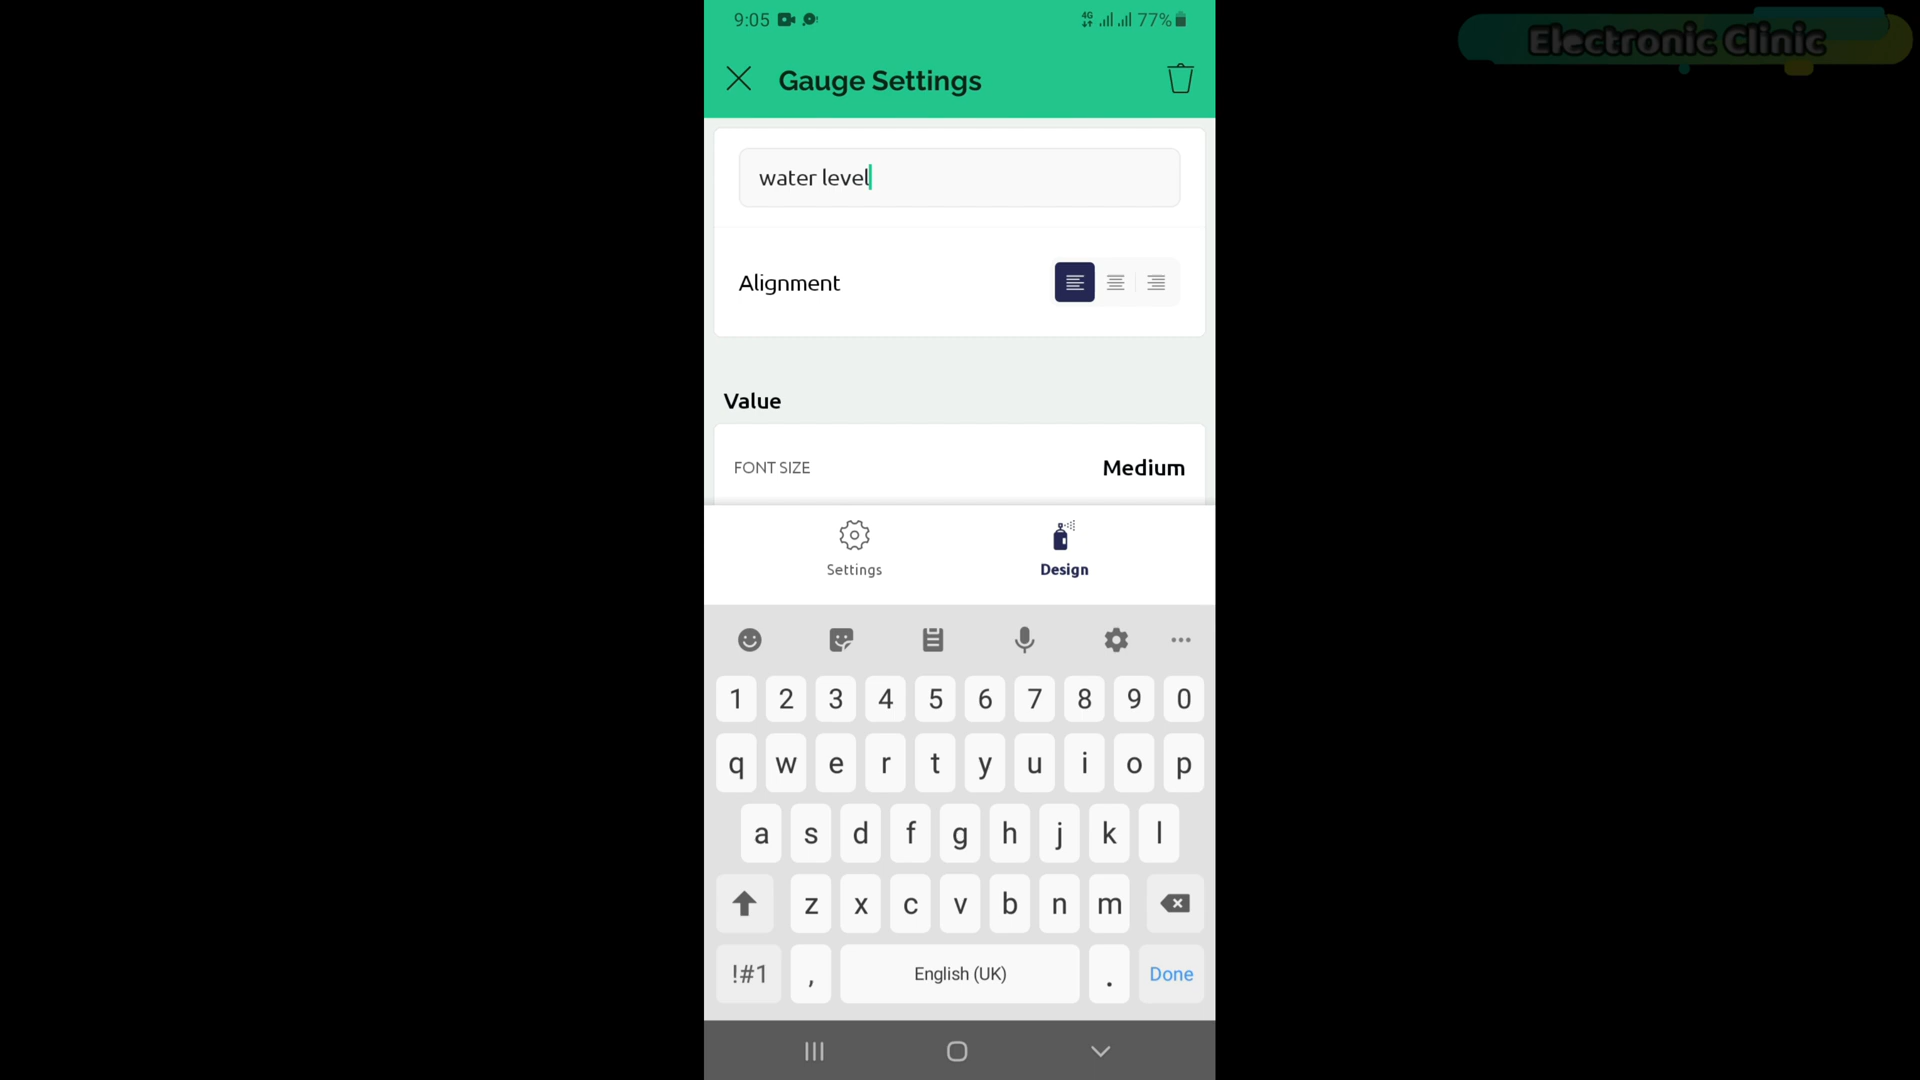 9:05 4G 77%
Electronic Clinic
Gauge Settings
water level
Alignment
Value
FONT SIZE Medium
Settings Design
1 2 3 4 5 6 7 8 9 0
q w e r t y u i o p
a s d f g h j k l
z x c v b n m
!#1 , English (UK) . Done